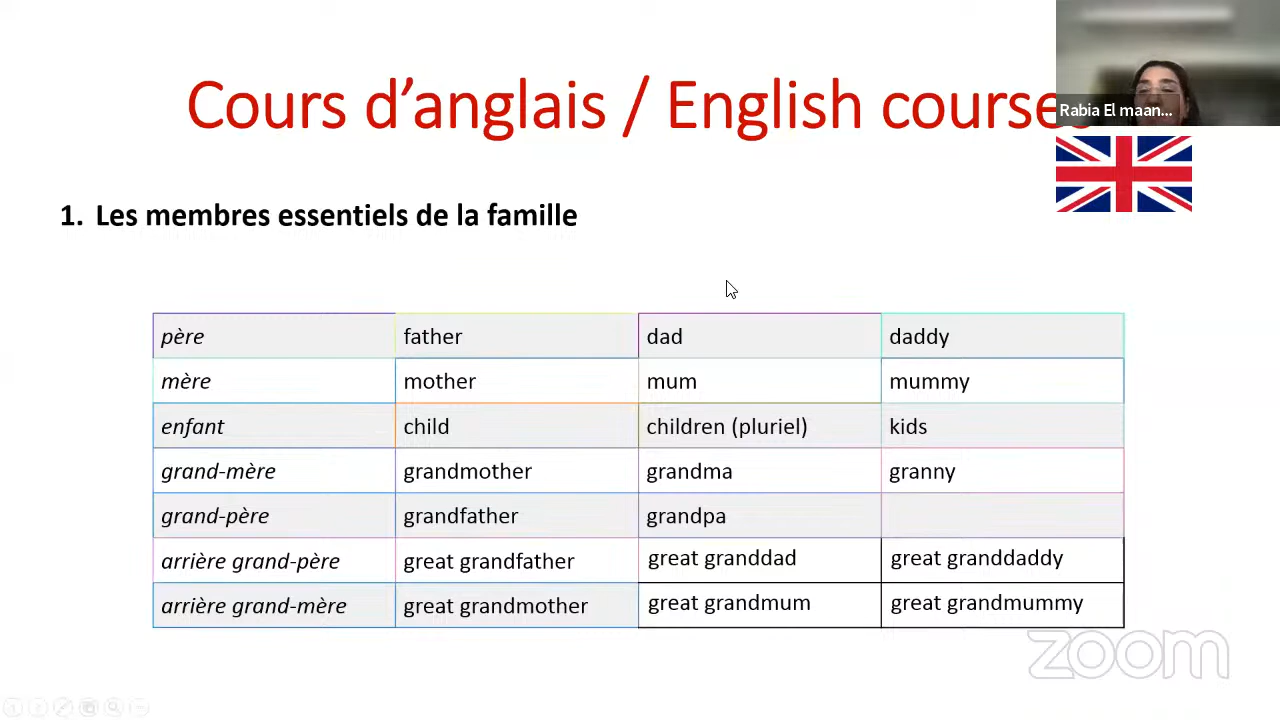 Cours d'anglais / English courses
Rabia El maan...
1. Les membres essentiels de la famille
père father dad daddy
mère mother mum mummy
enfant child children (pluriel) kids
grand-mère grandmother grandma granny
grand-père grandfather grandpa
arrière grand-père great grandfather great granddad great granddaddy
arrière grand-mère great grandmother great grandmum great grandmummy
zoom